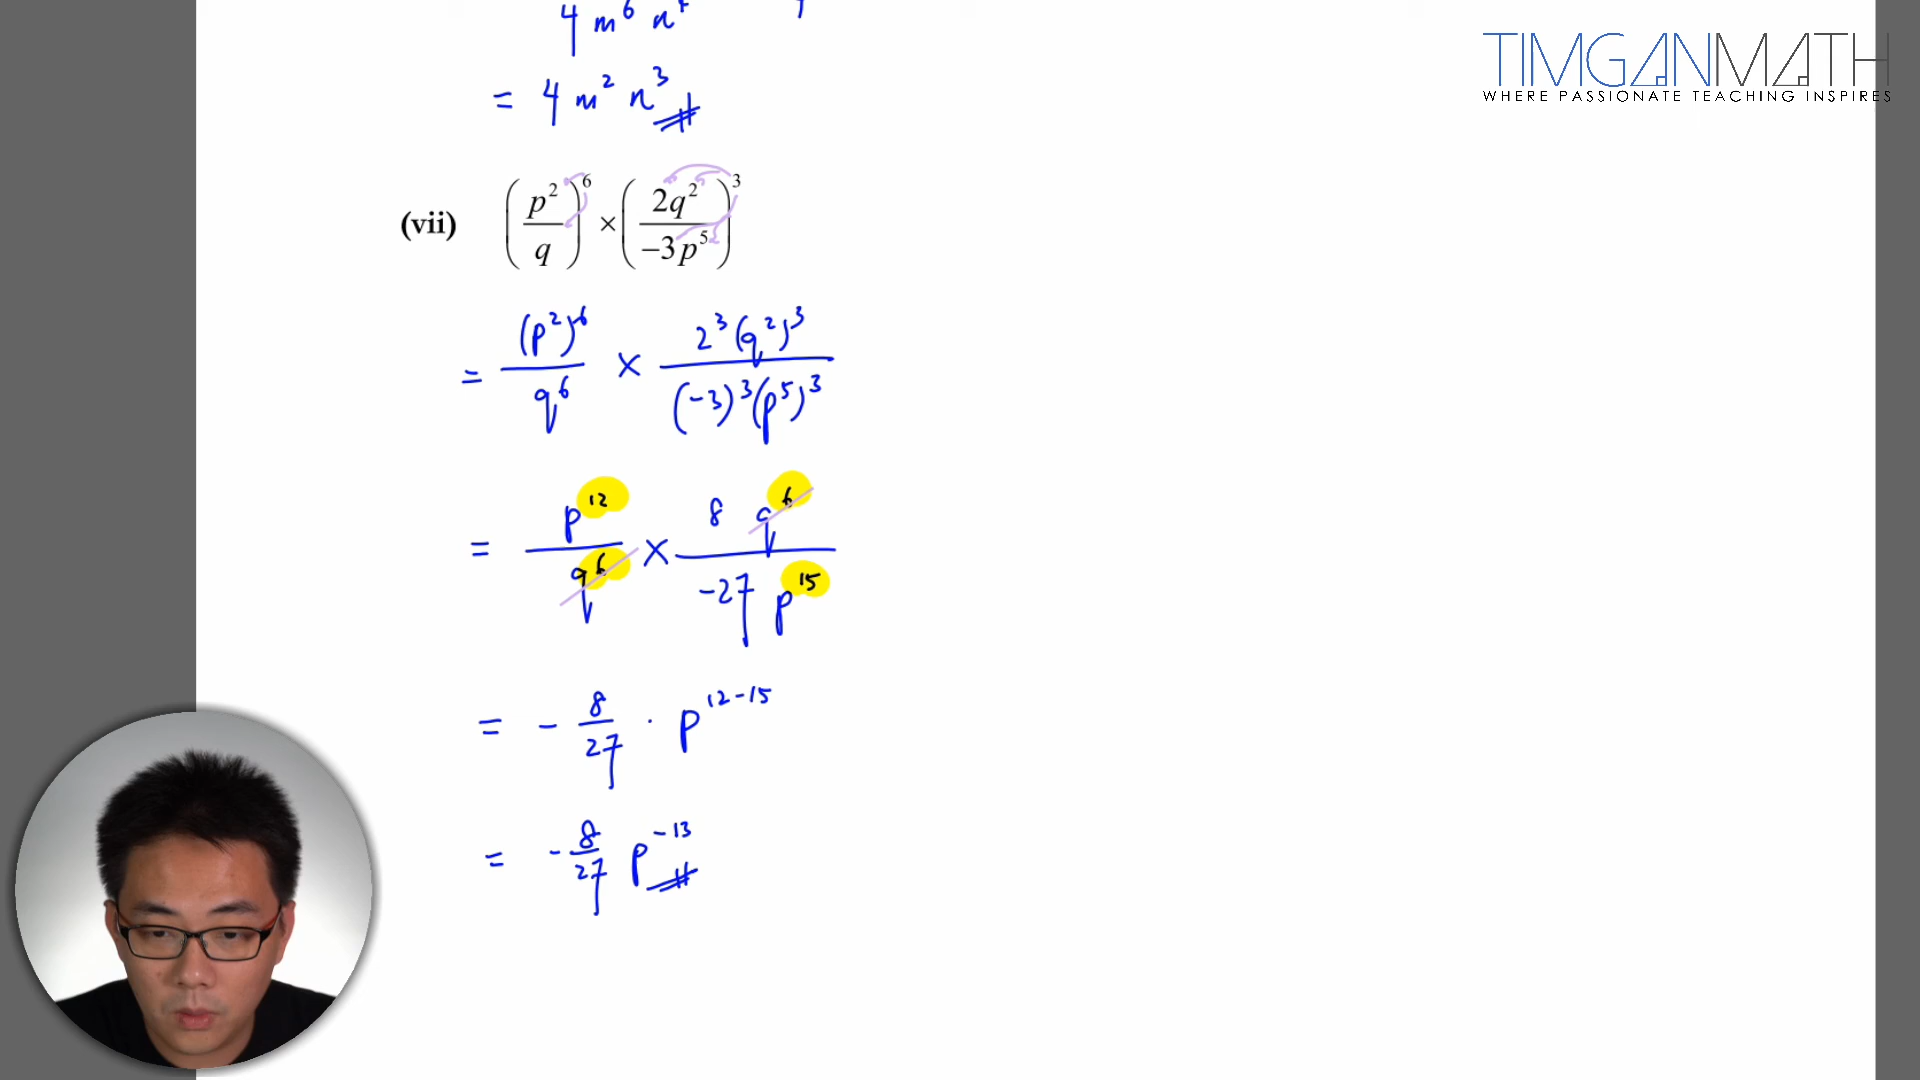 4 m⁶ n
TIMGANMATH
WHERE PASSIONATE TEACHING INSPIRES
= 4 m² n³
(vii) (p²/q)⁶ × (2q²/−3p⁵)³
= (p²)⁶/q⁶ × 2³(q²)³/(-3)³(p⁵)³
= p¹²/q⁶ × 8 q⁶/-27 p¹⁵
= - 8/27 · p¹²⁻¹⁵
= - 8/27 p⁻¹³